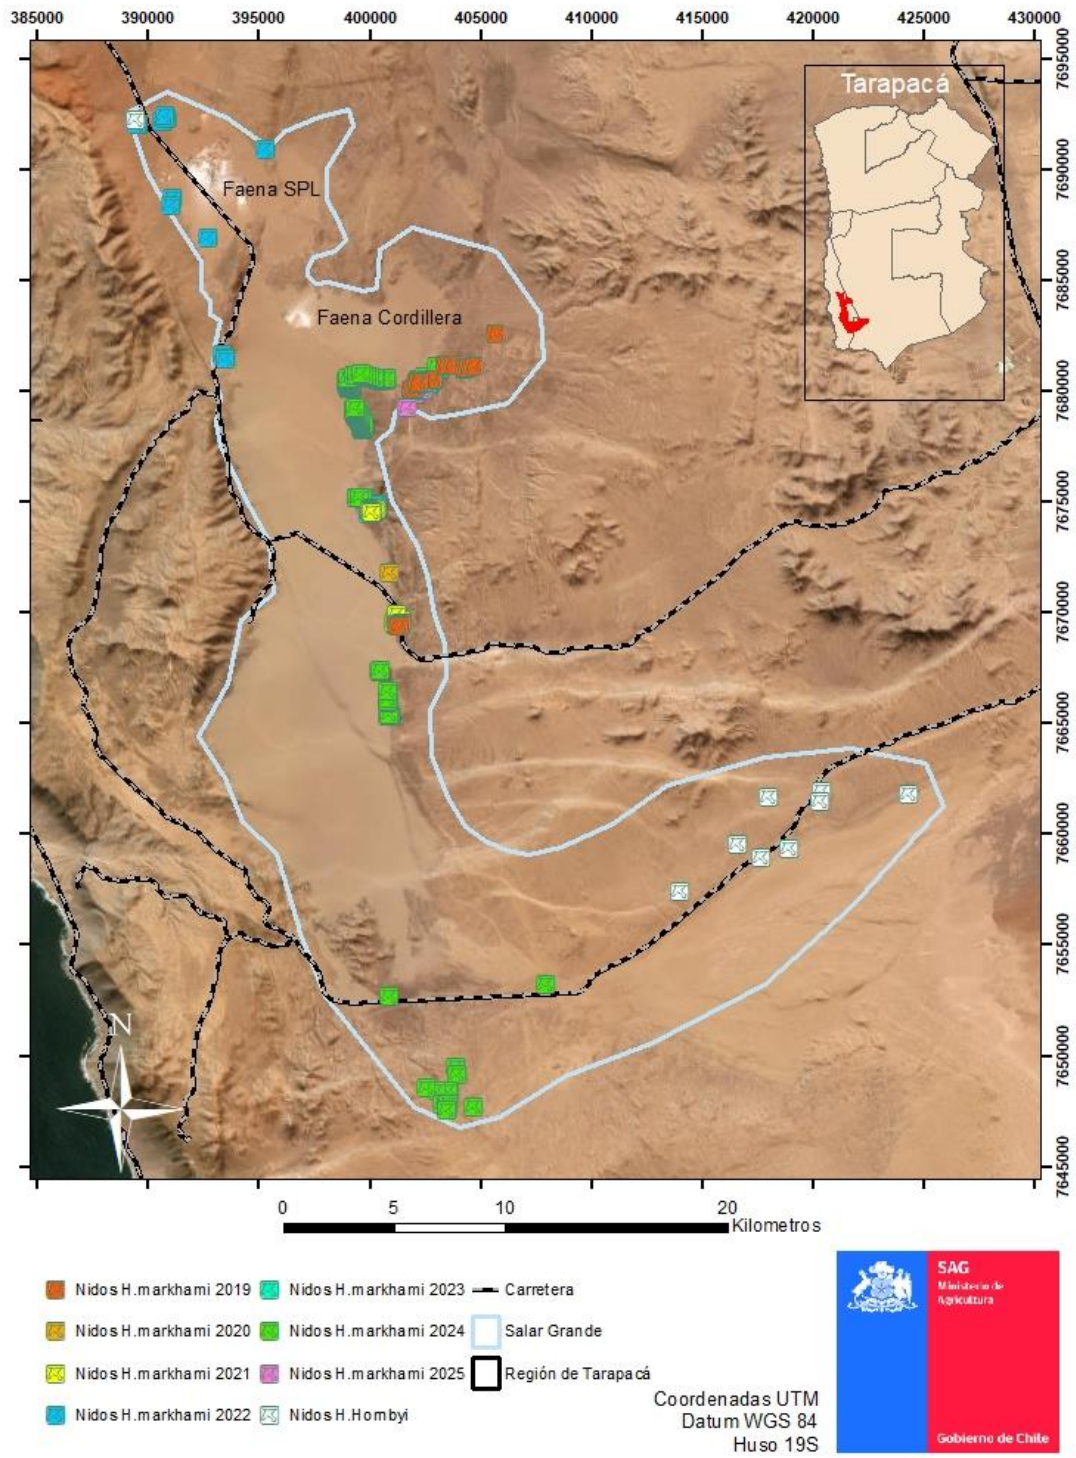 385000 390000 395000 400000 405000 410000 415000 420000 425000 430000
7695000
7690000
7685000
7680000
7675000
7670000
7665000
7660000
7655000
7650000
7645000
Tarapacá
Faena SPL
Faena Cordillera
N
0 5 10 20
Kilometros
Nidos H.markhami 2019
Nidos H.markhami 2020
Nidos H.markhami 2021
Nidos H.markhami 2022
Nidos H.markhami 2023
Nidos H.markhami 2024
Nidos H.markhami 2025
Nidos H.Hornbyi
Carretera
Salar Grande
Región de Tarapacá
Coordenadas UTM
Datum WGS 84
Huso 19S
SAG
Ministerio de
Agricultura
Gobierno de Chile